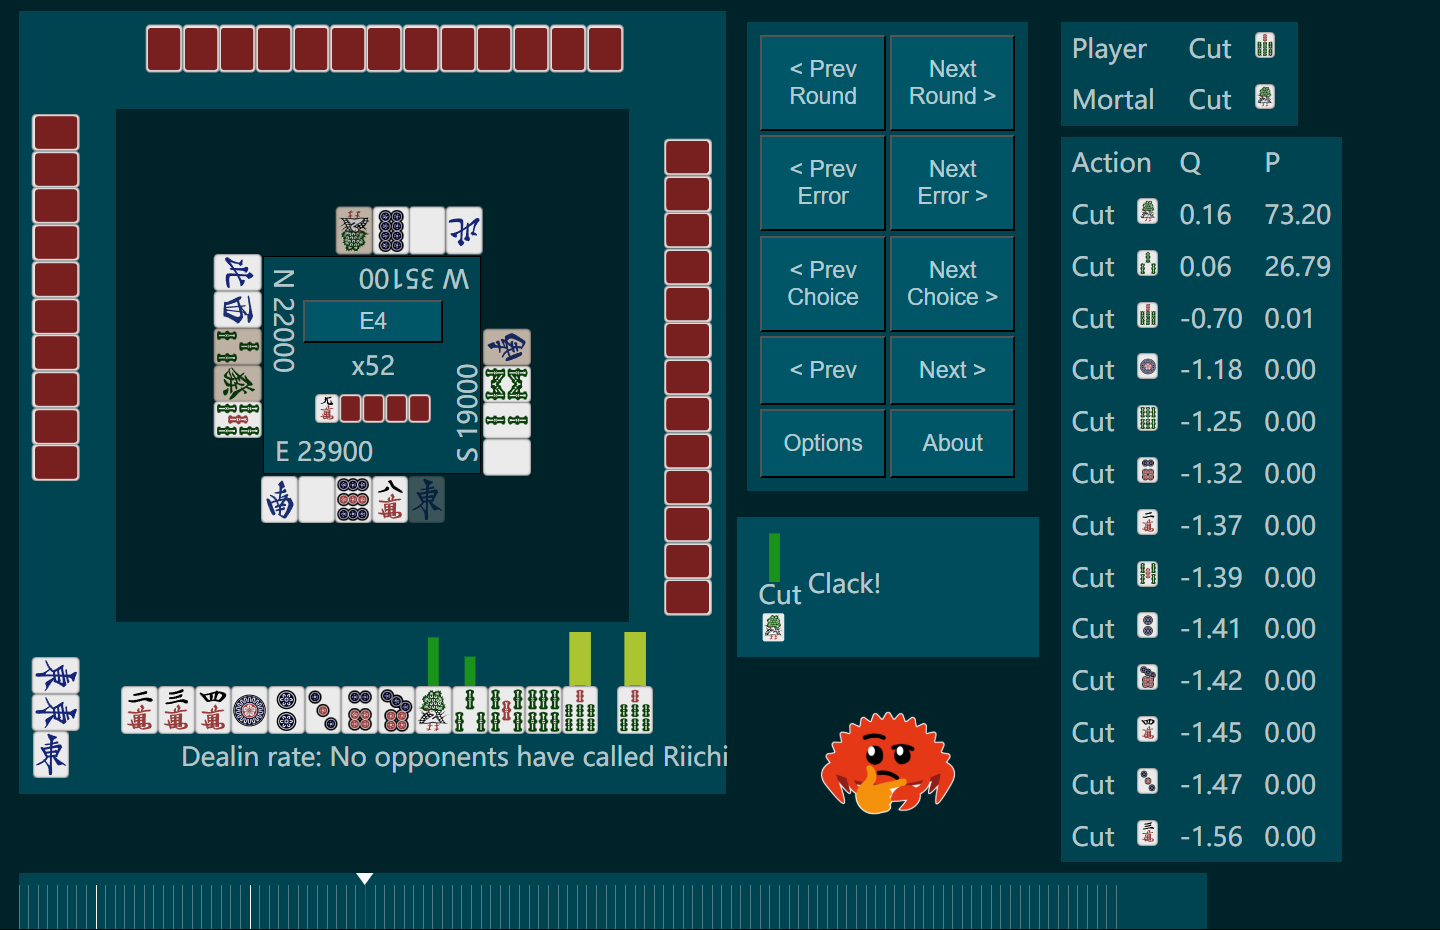 N 22000
W 35100
E4
x52
S 19000
E 23900
Dealin rate: No opponents have called Riichi
< Prev
Round
Next
Round >
< Prev
Error
Next
Error >
< Prev
Choice
Next
Choice >
< Prev
Next >
Options
About
Cut
Clack!
Player Cut
Mortal Cut
Action Q P
Cut 0.16 73.20
Cut 0.06 26.79
Cut -0.70 0.01
Cut -1.18 0.00
Cut -1.25 0.00
Cut -1.32 0.00
Cut -1.37 0.00
Cut -1.39 0.00
Cut -1.41 0.00
Cut -1.42 0.00
Cut -1.45 0.00
Cut -1.47 0.00
Cut -1.56 0.00